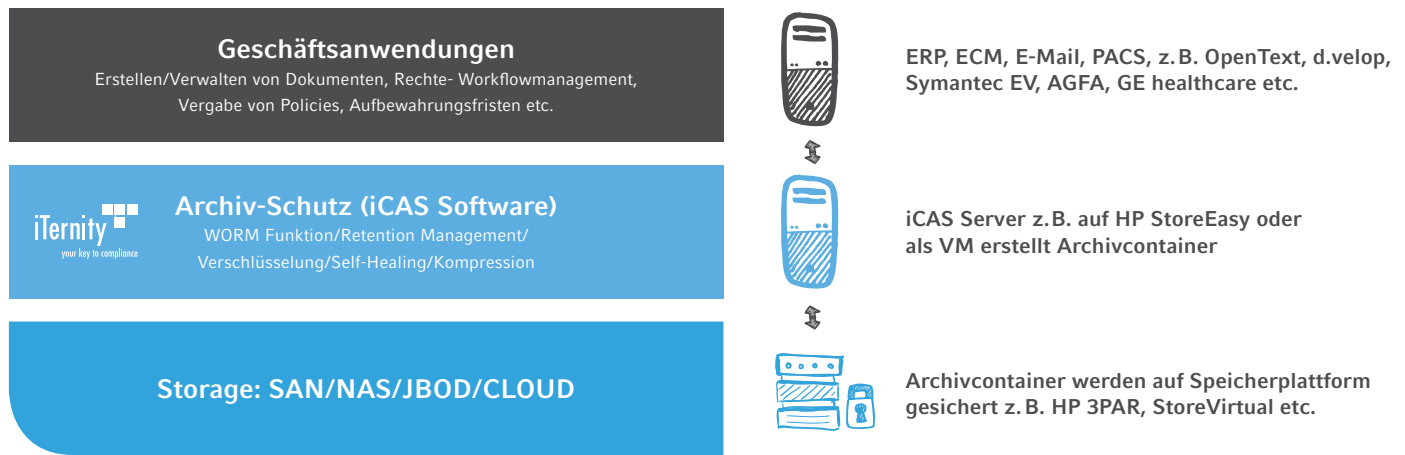 Geschäftsanwendungen
Erstellen/Verwalten von Dokumenten, Rechte- Workflowmanagement,
Vergabe von Policies, Aufbewahrungsfristen etc.
ERP, ECM, E-Mail, PACS, z. B. OpenText, d.velop,
Symantec EV, AGFA, GE healthcare etc.
iTernity
your key to compliance
Archiv-Schutz (iCAS Software)
WORM Funktion/Retention Management/
Verschlüsselung/Self-Healing/Kompression
iCAS Server z. B. auf HP StoreEasy oder
als VM erstellt Archivcontainer
Storage: SAN/NAS/JBOD/CLOUD
Archivcontainer werden auf Speicherplattform
gesichert z. B. HP 3PAR, StoreVirtual etc.